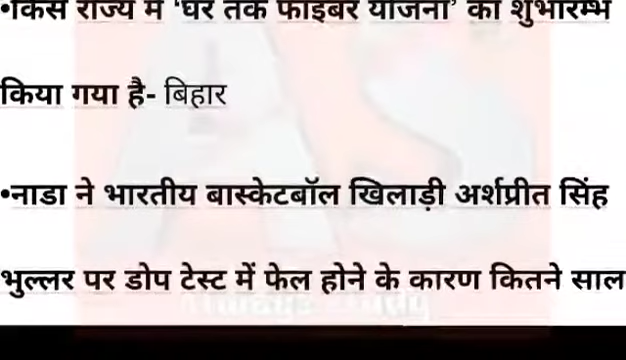 •किस राज्य में 'घर तक फाइबर योजना' का शुभारम्भ
किया गया है- बिहार
•नाडा ने भारतीय बास्केटबॉल खिलाड़ी अर्शप्रीत सिंह
भुल्लर पर डोप टेस्ट में फेल होने के कारण कितने साल